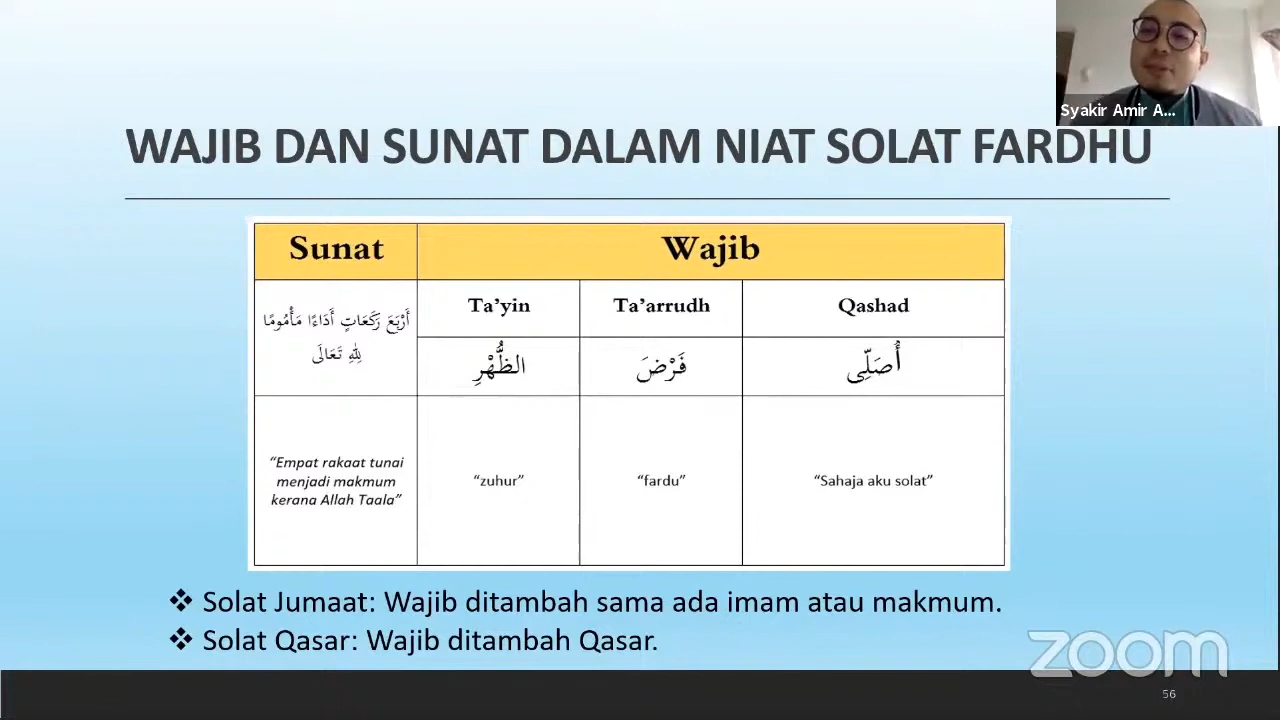 Syakir Amir A...
WAJIB DAN SUNAT DALAM NIAT SOLAT FARDHU
Sunat
Wajib
Ta’yin
Ta’arrudh
Qashad
أَرْبَعَ رَكَعَاتٍ أَدَاءً مَأْمُومًا
لِلهِ تَعَالَى
الظُّهْرِ
فَرْضَ
أُصَلِّى
“Empat rakaat tunai
menjadi makmum
kerana Allah Taala”
“zuhur”
“fardu”
“Sahaja aku solat”
❖ Solat Jumaat: Wajib ditambah sama ada imam atau makmum.
❖ Solat Qasar: Wajib ditambah Qasar.
zoom
56